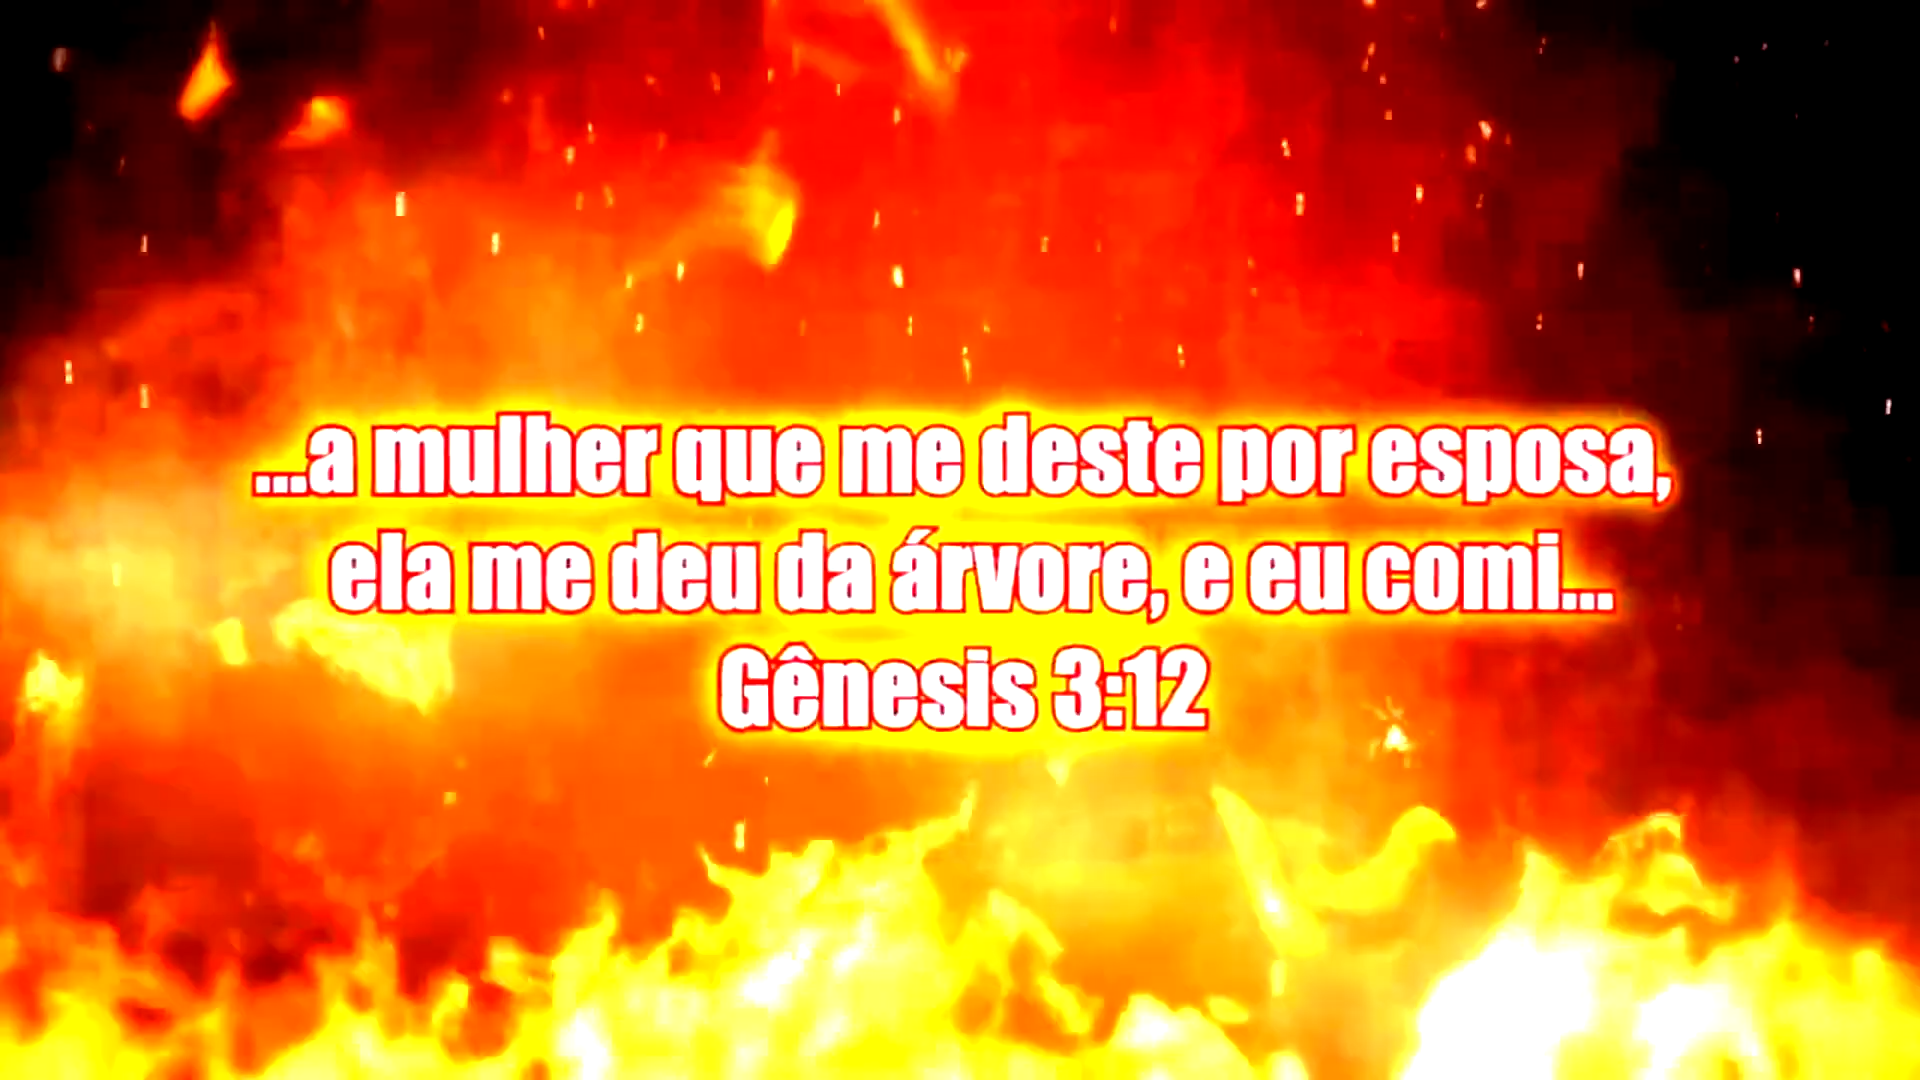 ...a mulher que me deste por esposa,
ela me deu da árvore, e eu comi...
Gênesis 3:12